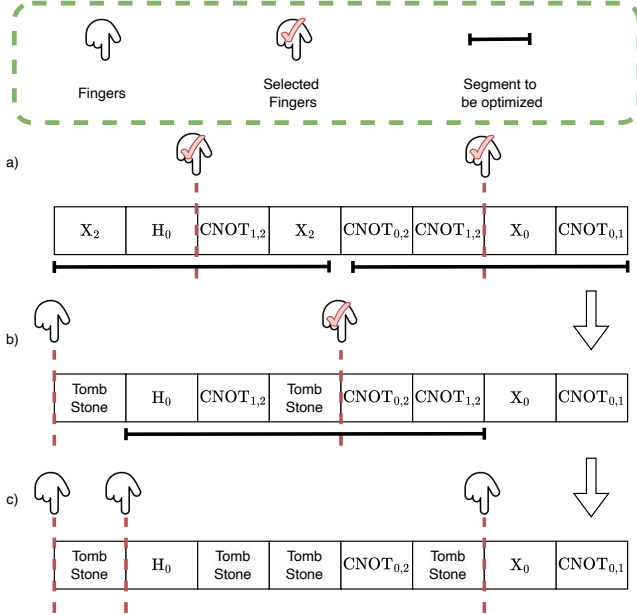 Fingers
Selected
Fingers
Segment to
be optimized
a)
X₂ H₀ CNOT₁,₂ X₂ CNOT₀,₂ CNOT₁,₂ X₀ CNOT₀,₁
b)
Tomb
Stone
H₀ CNOT₁,₂
Tomb
Stone
CNOT₀,₂ CNOT₁,₂ X₀ CNOT₀,₁
c)
Tomb
Stone
H₀
Tomb
Stone
Tomb
Stone
CNOT₀,₂
Tomb
Stone
X₀ CNOT₀,₁